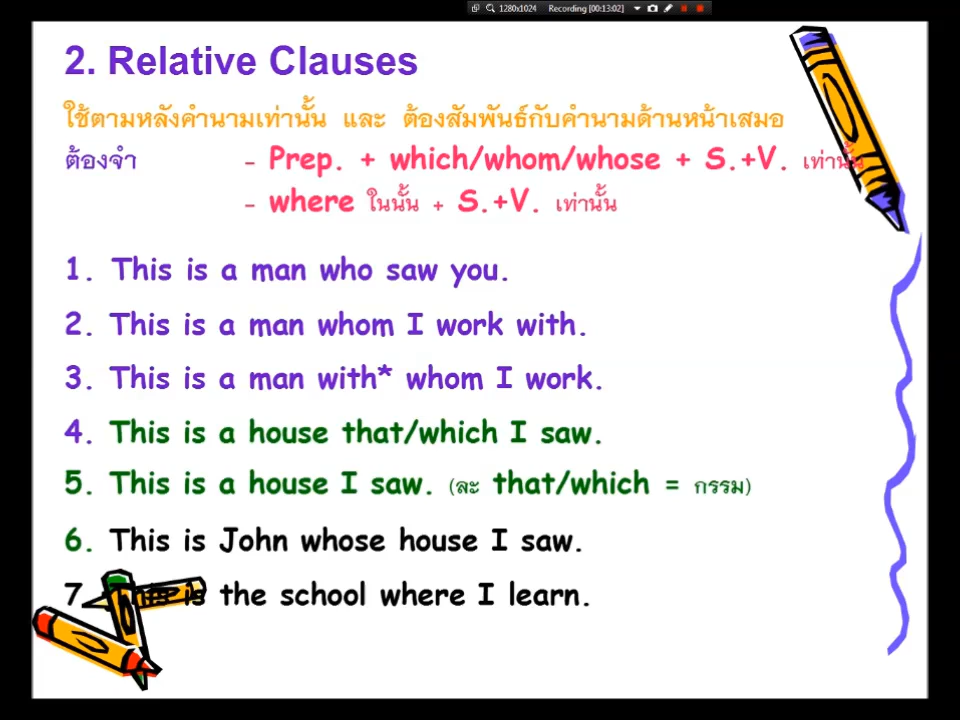 1280x1024 Recording [00:13:02]
2. Relative Clauses
ใช้ตามหลังคำนามเท่านั้น และ ต้องสัมพันธ์กับคำนามด้านหน้าเสมอ
ต้องจำ - Prep. + which/whom/whose + S.+V. เท่านั้น
- where ในนั้น + S.+V. เท่านั้น
1. This is a man who saw you.
2. This is a man whom I work with.
3. This is a man with* whom I work.
4. This is a house that/which I saw.
5. This is a house I saw. (ละ that/which = กรรม)
6. This is John whose house I saw.
7. This is the school where I learn.